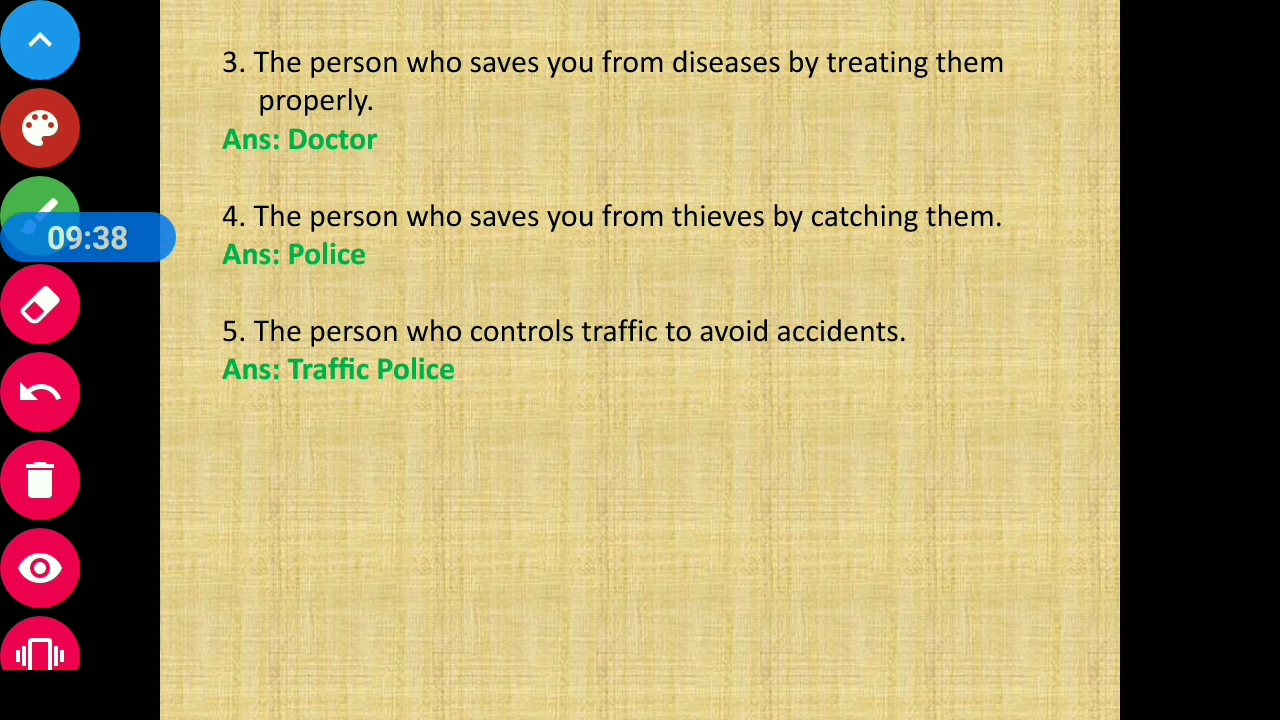 3. The person who saves you from diseases by treating them
properly.
Ans: Doctor
4. The person who saves you from thieves by catching them.
Ans: Police
5. The person who controls traffic to avoid accidents.
Ans: Traffic Police
09:38